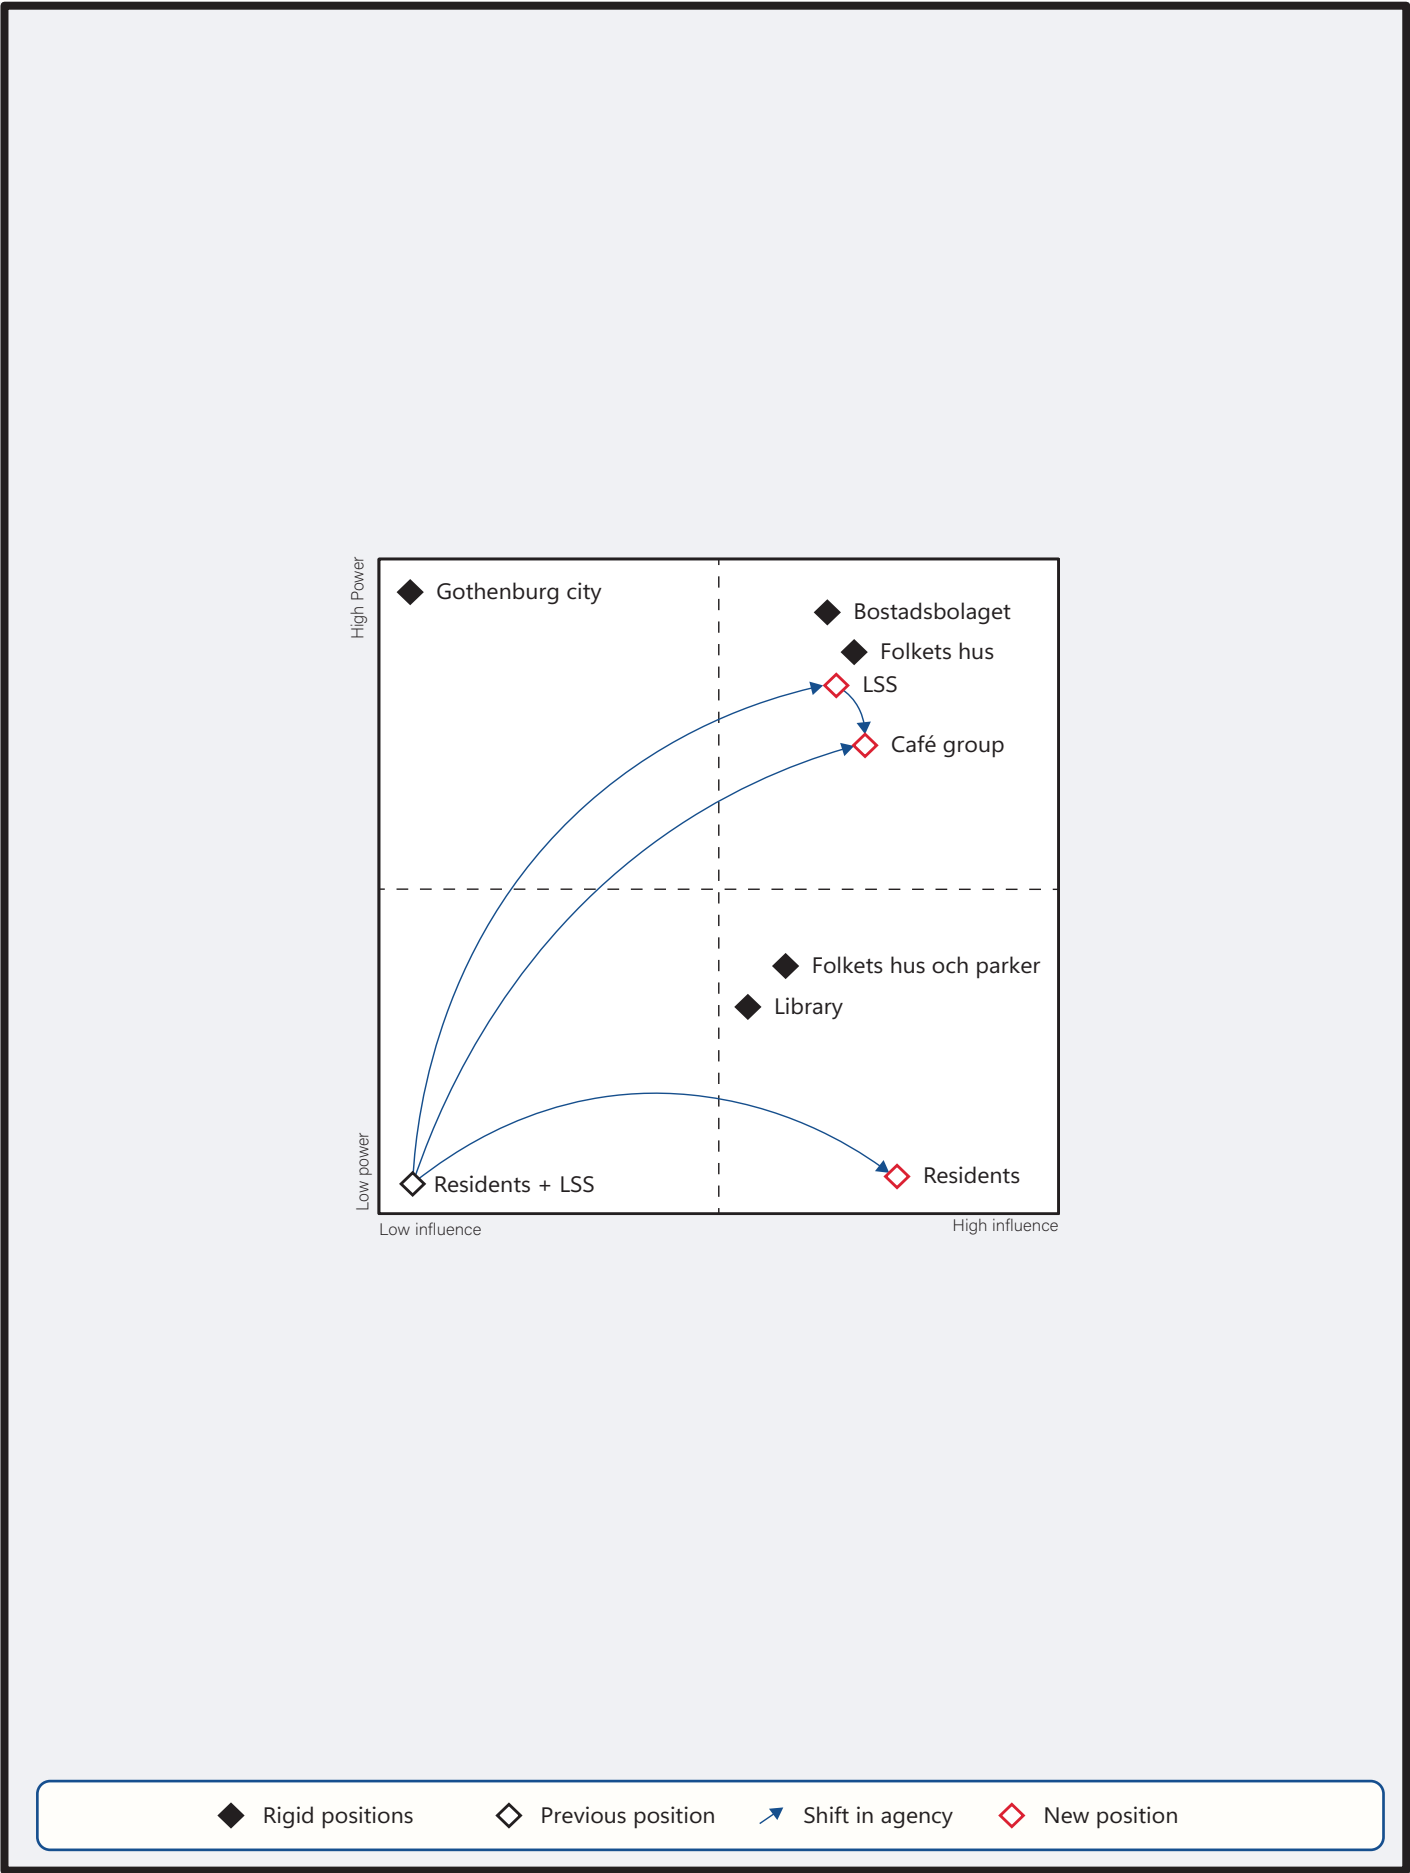 High Power
Gothenburg city
Bostadsbolaget
Folkets hus
LSS
Café group
Folkets hus och parker
Library
Low power
Residents + LSS
Residents
Low influence
High influence
Rigid positions
Previous position
Shift in agency
New position